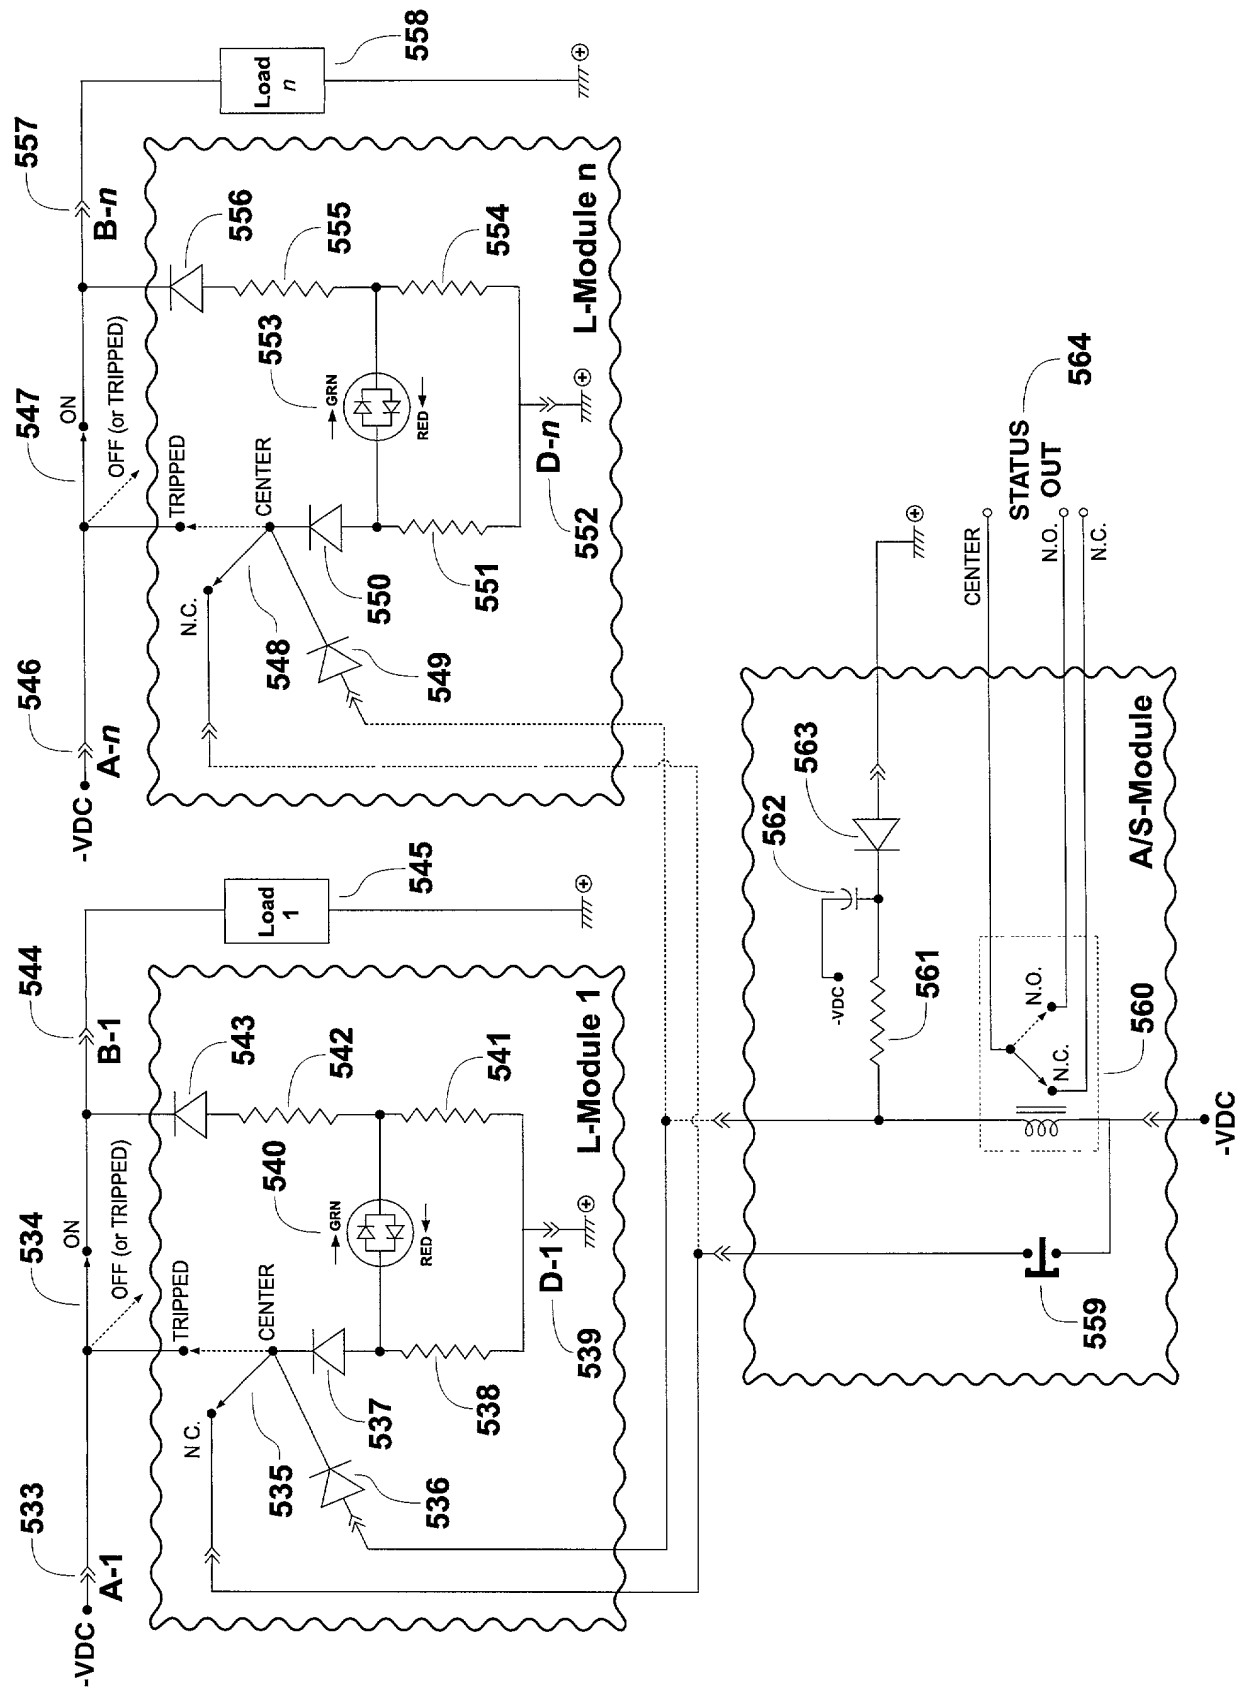 -VDC
A-1
533
534
ON
OFF (or TRIPPED)
B-1
544
Load
1
545
TRIPPED
N C.
CENTER
535
536
537
538
GRN
RED
540
541
542
543
D-1
539
L-Module 1
-VDC
A-n
546
547
ON
OFF (or TRIPPED)
B-n
557
Load
n
558
TRIPPED
N.C.
CENTER
548
549
550
551
GRN
RED
553
554
555
556
D-n
552
L-Module n
559
-VDC
560
N.C.
N.O.
561
-VDC
562
563
A/S-Module
CENTER
N.O.
N.C.
STATUS
OUT
564